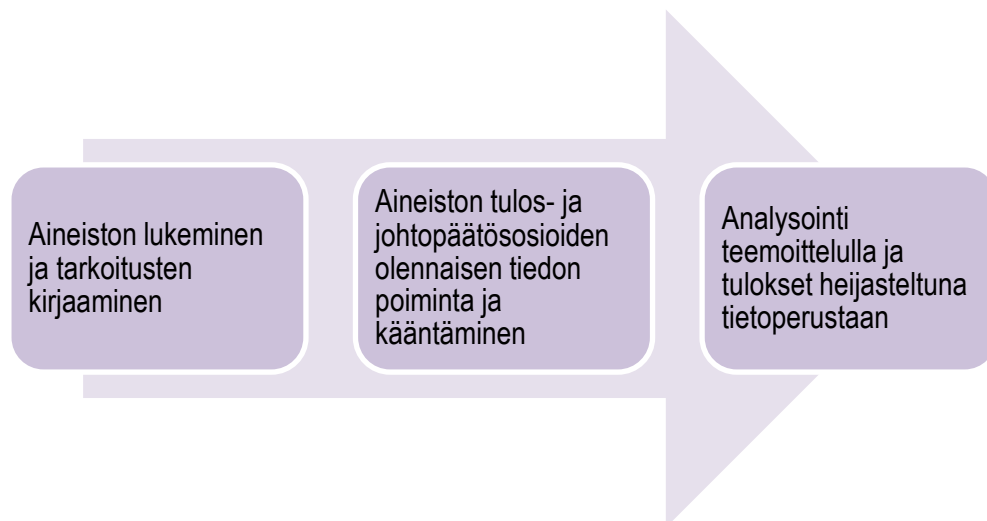 Aineiston lukeminen
ja tarkoitusten
kirjaaminen
Aineiston tulos- ja
johtopäätösosioiden
olennaisen tiedon
poiminta ja
kääntäminen
Analysointi
teemoittelulla ja
tulokset heijasteltuna
tietoperustaan